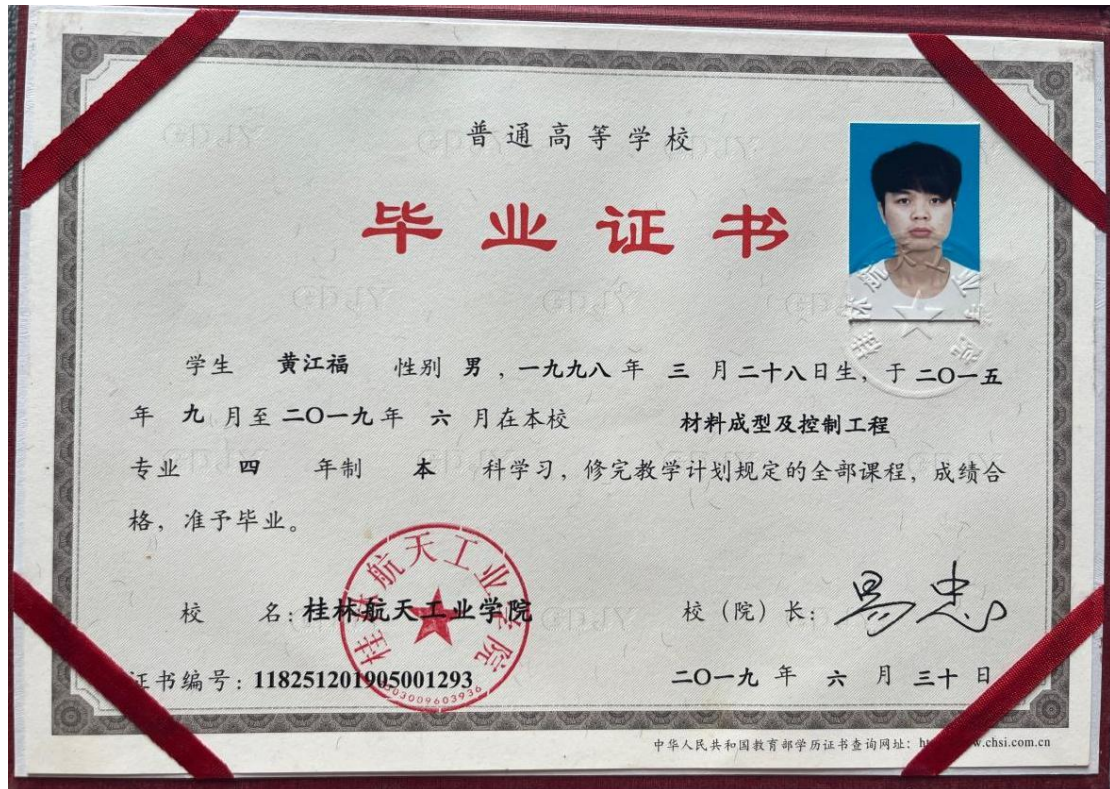 普通高等学校
毕业证书
学生 黄江福 性别 男，一九九八 年 三 月 二十八日生，于 二〇一五
年 九 月至 二〇一九 年 六 月在本校 材料成型及控制工程
专业 四 年制 本 科学习，修完教学计划规定的全部课程，成绩合
格，准予毕业。
桂林航天工业学院
校 名：桂林航天工业学院 校（院）长：
证书编号：118251201905001293 二〇一九 年 六 月 三十 日
中华人民共和国教育部学历证书查询网址：
www.chsi.com.cn